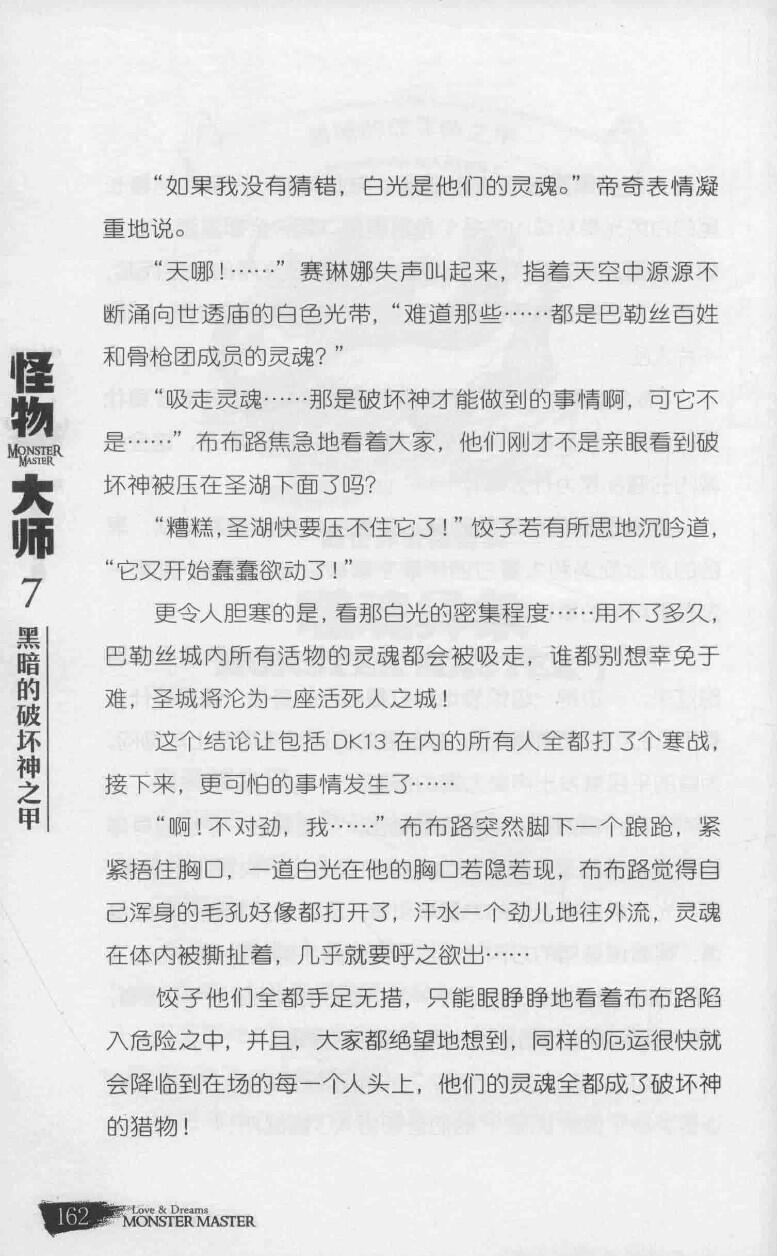 “如果我没有猜错，白光是他们的灵魂。”帝奇表情凝
重地说。
“天哪！……”赛琳娜失声叫起来，指着天空中源源不
断涌向世透庙的白色光带，“难道那些……都是巴勒丝百姓
和骨枪团成员的灵魂？”
“吸走灵魂……那是破坏神才能做到的事情啊，可它不
是……”布布路焦急地看着大家，他们刚才不是亲眼看到破
坏神被压在圣湖下面了吗？
“糟糕，圣湖快要压不住它了！”饺子若有所思地沉吟道，
“它又开始蠢蠢欲动了！”
更令人胆寒的是，看那白光的密集程度……用不了多久，
巴勒丝城内所有活物的灵魂都会被吸走，谁都别想幸免于
难，圣城将沦为一座活死人之城！
这个结论让包括 DK13 在内的所有人全都打了个寒战，
接下来，更可怕的事情发生了……
“啊！不对劲，我……”布布路突然脚下一个踉跄，紧
紧捂住胸口，一道白光在他的胸口若隐若现，布布路觉得自
己浑身的毛孔好像都打开了，汗水一个劲儿地往外流，灵魂
在体内被撕扯着，几乎就要呼之欲出……
饺子他们全都手足无措，只能眼睁睁地看着布布路陷
入危险之中，并且，大家都绝望地想到，同样的厄运很快就
会降临到在场的每一个人头上，他们的灵魂全都成了破坏神
的猎物！
怪物
MONSTER
MASTER
大师
7
黑暗的破坏神之甲
162
Love & Dreams
MONSTER MASTER